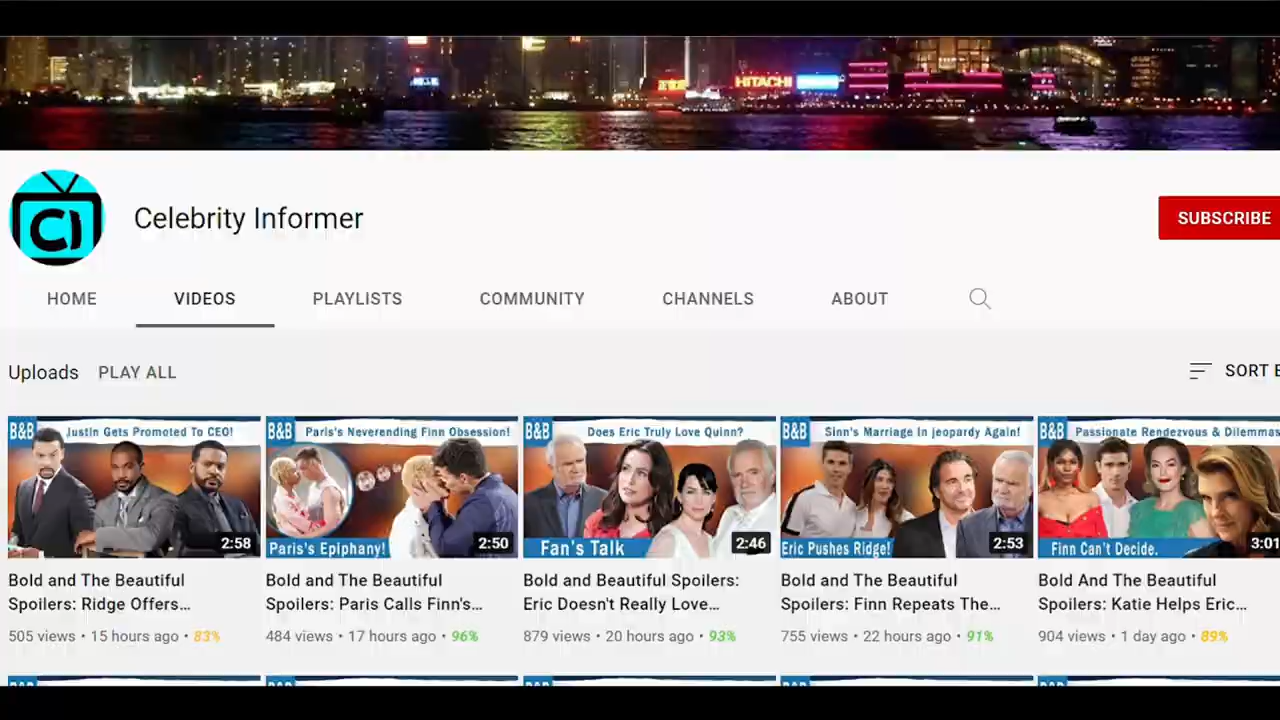 HITACHI
CI
Celebrity Informer
SUBSCRIBE
HOME VIDEOS PLAYLISTS COMMUNITY CHANNELS ABOUT
Uploads PLAY ALL
SORT B
B&B Justin Gets Promoted To CEO!
2:58
B&B Paris's Neverending Finn Obsession!
Paris's Epiphany!
2:50
B&B Does Eric Truly Love Quinn?
Fan's Talk
2:46
B&B Sinn's Marriage In jeopardy Again!
Eric Pushes Ridge!
2:53
B&B Passionate Rendezvous & Dilemmas
Finn Can't Decide.
3:01
Bold and The Beautiful
Spoilers: Ridge Offers...
505 views • 15 hours ago • 83%
Bold and The Beautiful
Spoilers: Paris Calls Finn's...
484 views • 17 hours ago • 96%
Bold and Beautiful Spoilers:
Eric Doesn't Really Love...
879 views • 20 hours ago • 93%
Bold and The Beautiful
Spoilers: Finn Repeats The...
755 views • 22 hours ago • 91%
Bold And The Beautiful
Spoilers: Katie Helps Eric...
904 views • 1 day ago • 89%
B&B
B&B
B&B
B&B
B&B